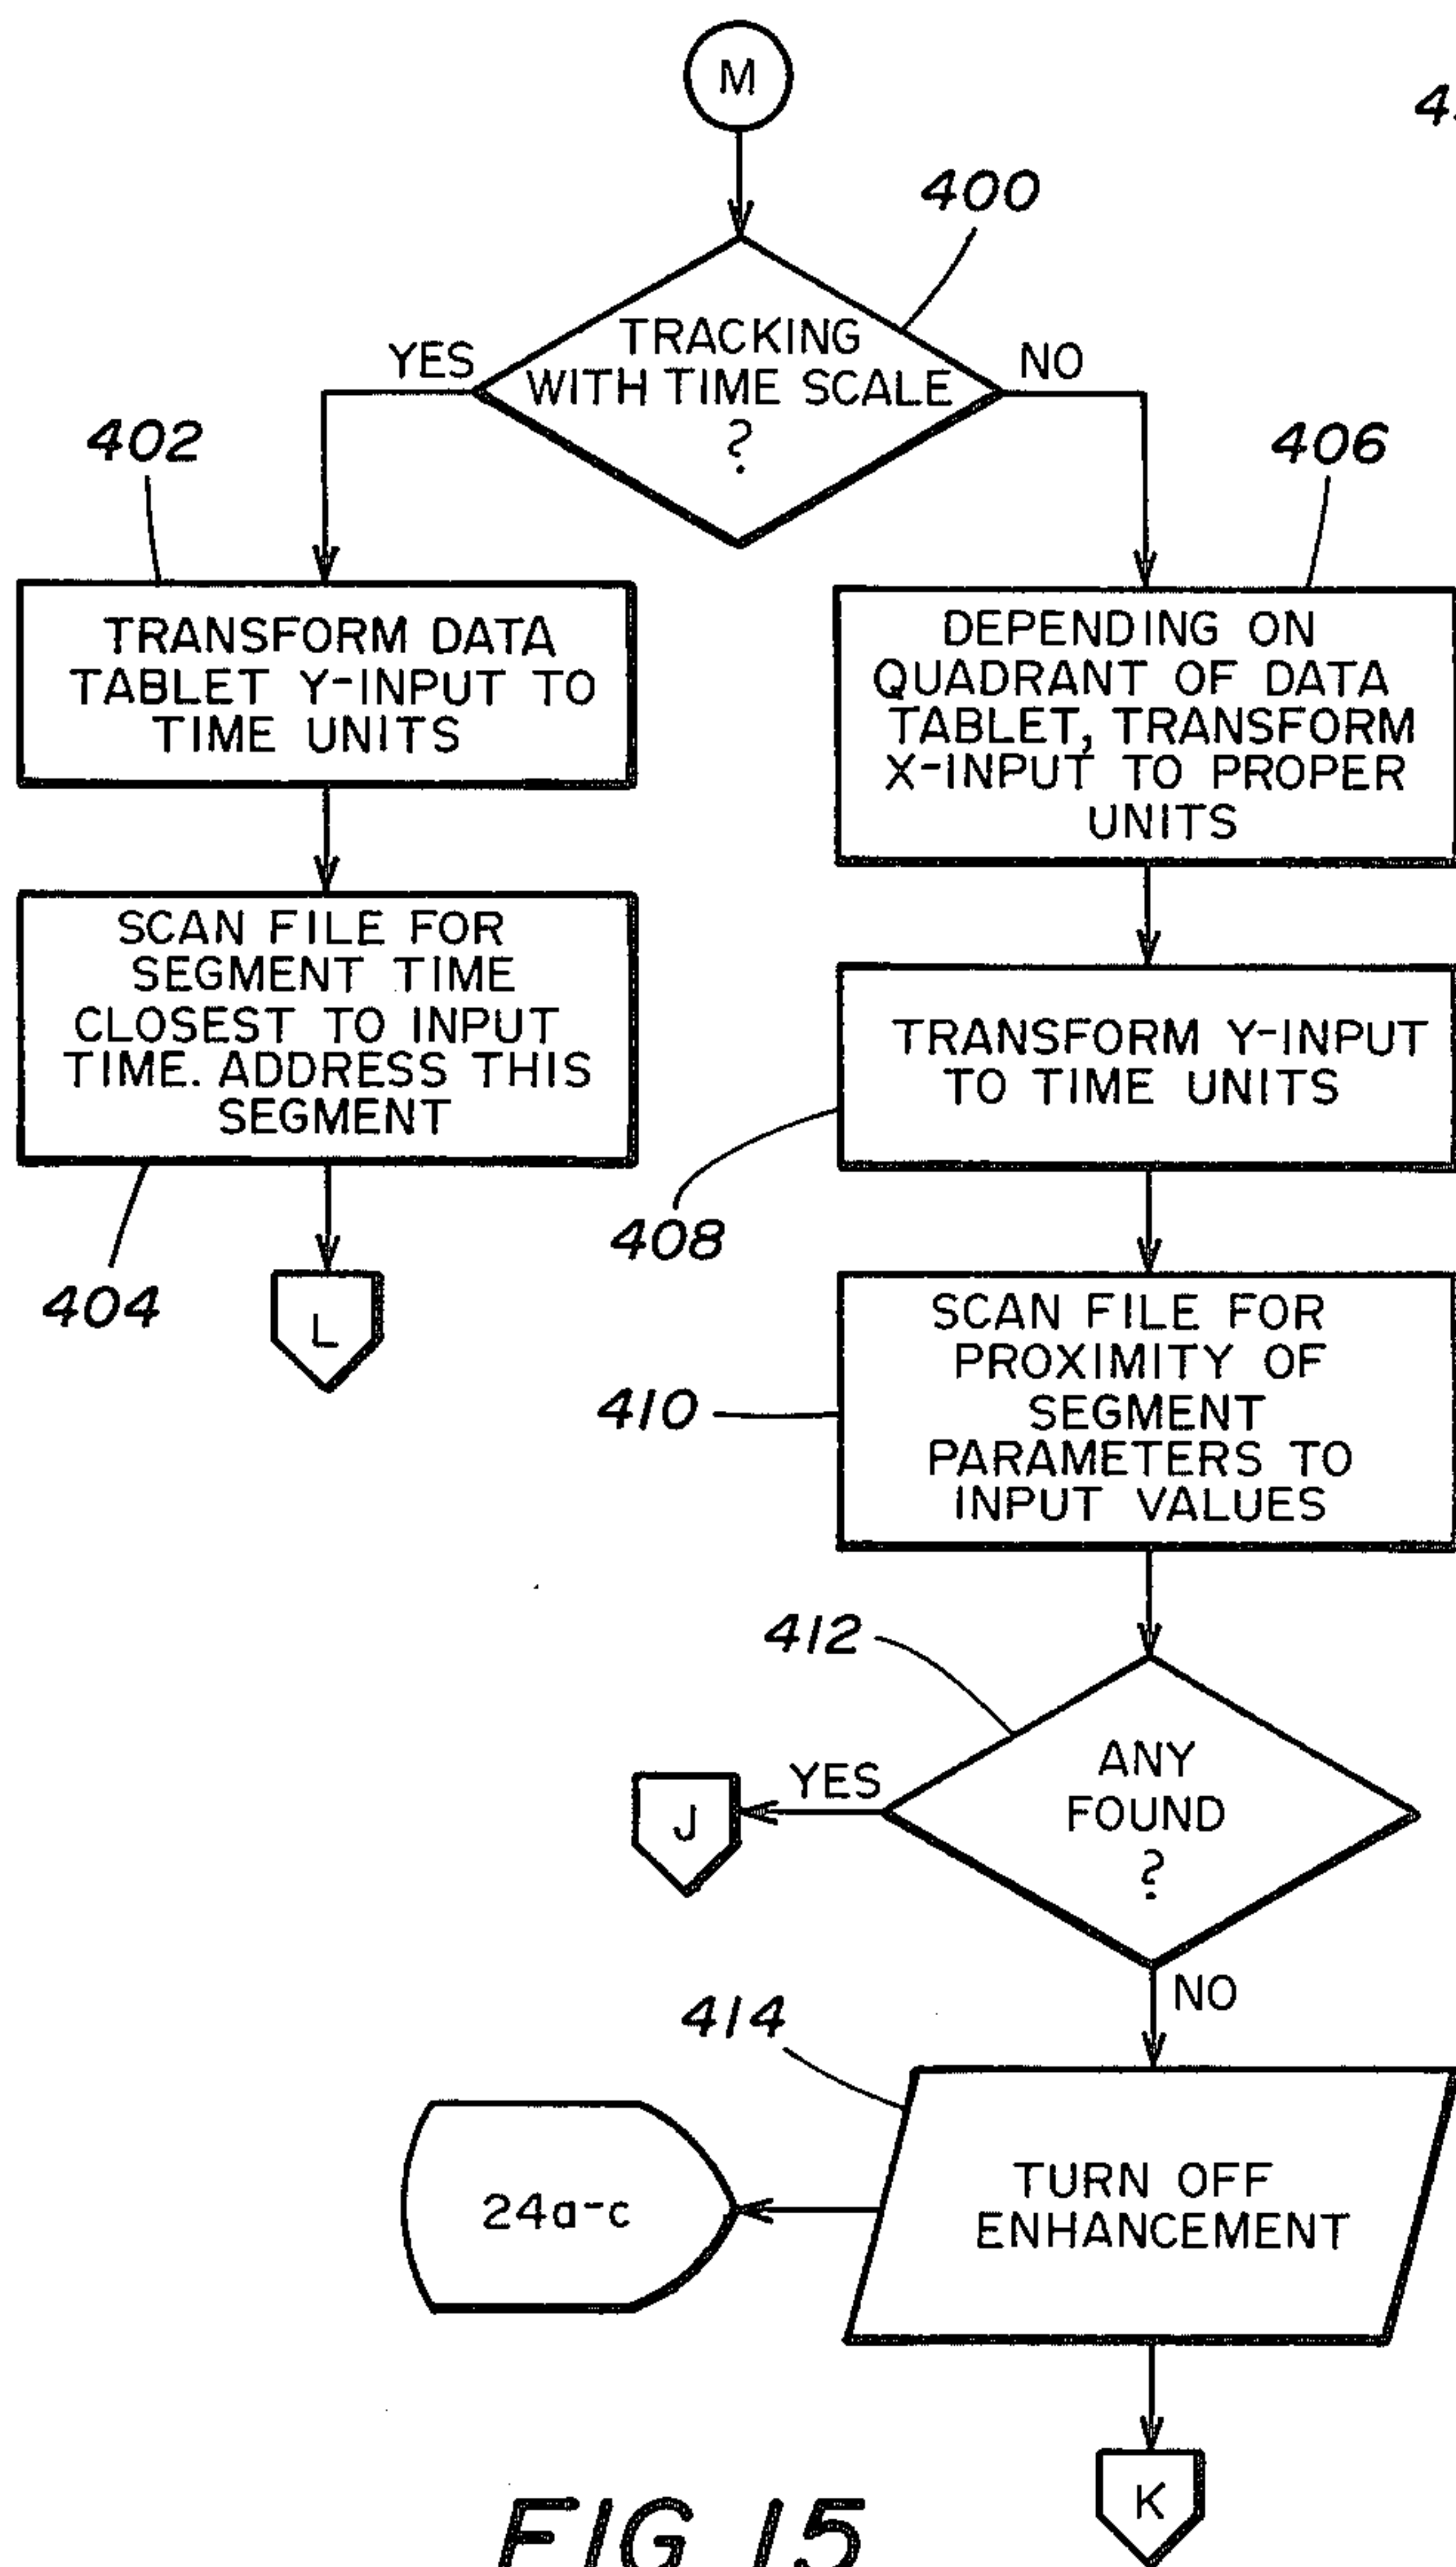 M
400
TRACKING
WITH TIME SCALE
?
YES
NO
402
406
TRANSFORM DATA
TABLET Y-INPUT TO
TIME UNITS
DEPENDING ON
QUADRANT OF DATA
TABLET, TRANSFORM
X-INPUT TO PROPER
UNITS
SCAN FILE FOR
SEGMENT TIME
CLOSEST TO INPUT
TIME. ADDRESS THIS
SEGMENT
404
L
TRANSFORM Y-INPUT
TO TIME UNITS
408
SCAN FILE FOR
PROXIMITY OF
SEGMENT
PARAMETERS TO
INPUT VALUES
410
412
ANY
FOUND
?
YES
J
NO
414
TURN OFF
ENHANCEMENT
24a-c
K
FIG 15